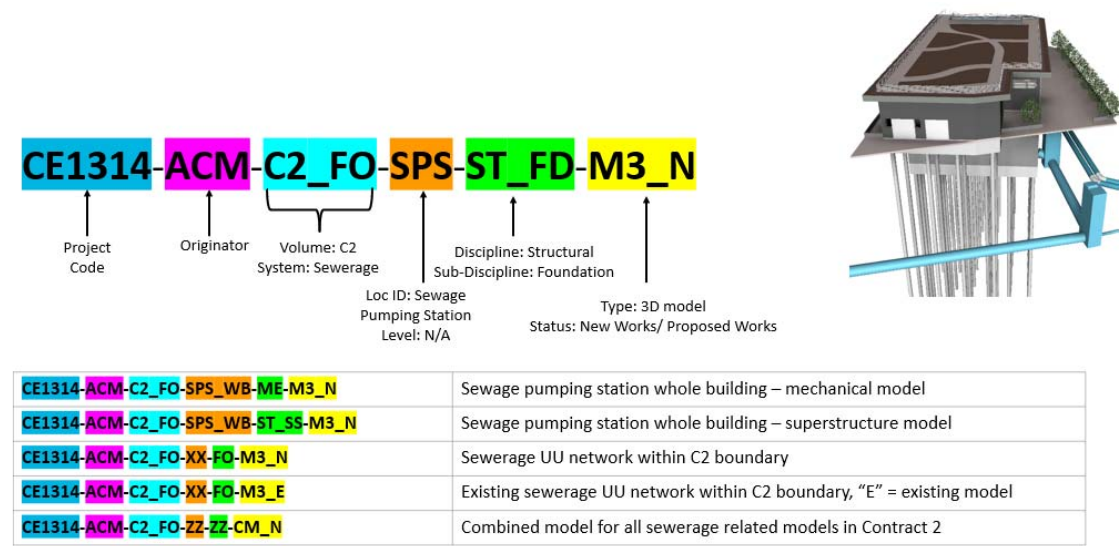 CE1314-ACM-C2_FO-SPS-ST_FD-M3_N
Project
Code
Originator
Volume: C2
System: Sewerage
Loc ID: Sewage
Pumping Station
Level: N/A
Discipline: Structural
Sub-Discipline: Foundation
Type: 3D model
Status: New Works/ Proposed Works
CE1314-ACM-C2_FO-SPS_WB-ME-M3_N Sewage pumping station whole building – mechanical model
CE1314-ACM-C2_FO-SPS_WB-ST_SS-M3_N Sewage pumping station whole building – superstructure model
CE1314-ACM-C2_FO-XX-FO-M3_N Sewerage UU network within C2 boundary
CE1314-ACM-C2_FO-XX-FO-M3_E Existing sewerage UU network within C2 boundary, “E” = existing model
CE1314-ACM-C2_FO-ZZ-ZZ-CM_N Combined model for all sewerage related models in Contract 2